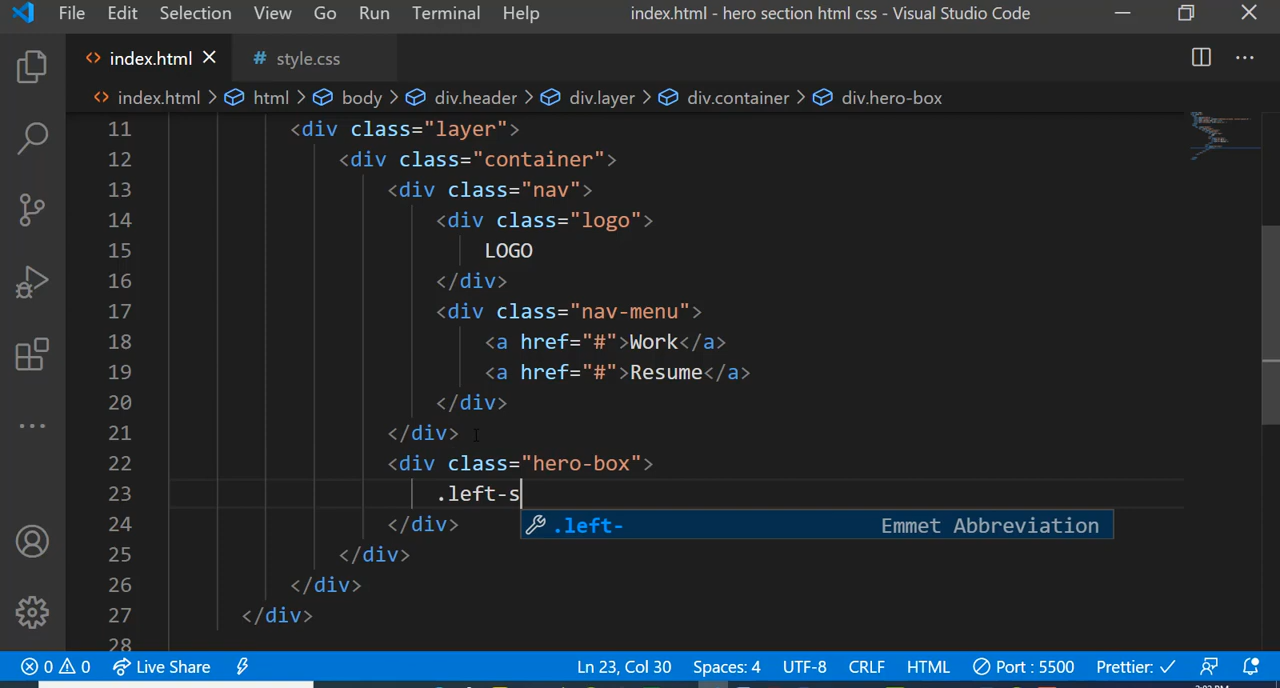 File Edit Selection View Go Run Terminal Help index.html - hero section html css - Visual Studio Code
<> index.html # style.css
<> index.html > html > body > div.header > div.layer > div.container > div.hero-box
11 <div class="layer">
12 <div class="container">
13 <div class="nav">
14 <div class="logo">
15 LOGO
16 </div>
17 <div class="nav-menu">
18 <a href="#">Work</a>
19 <a href="#">Resume</a>
20 </div>
21 </div>
22 <div class="hero-box">
23 .left-s
.left- Emmet Abbreviation
24 </div>
25 </div>
26 </div>
27 </div>
28
0 0 Live Share Ln 23, Col 30 Spaces: 4 UTF-8 CRLF HTML Port : 5500 Prettier: ✓